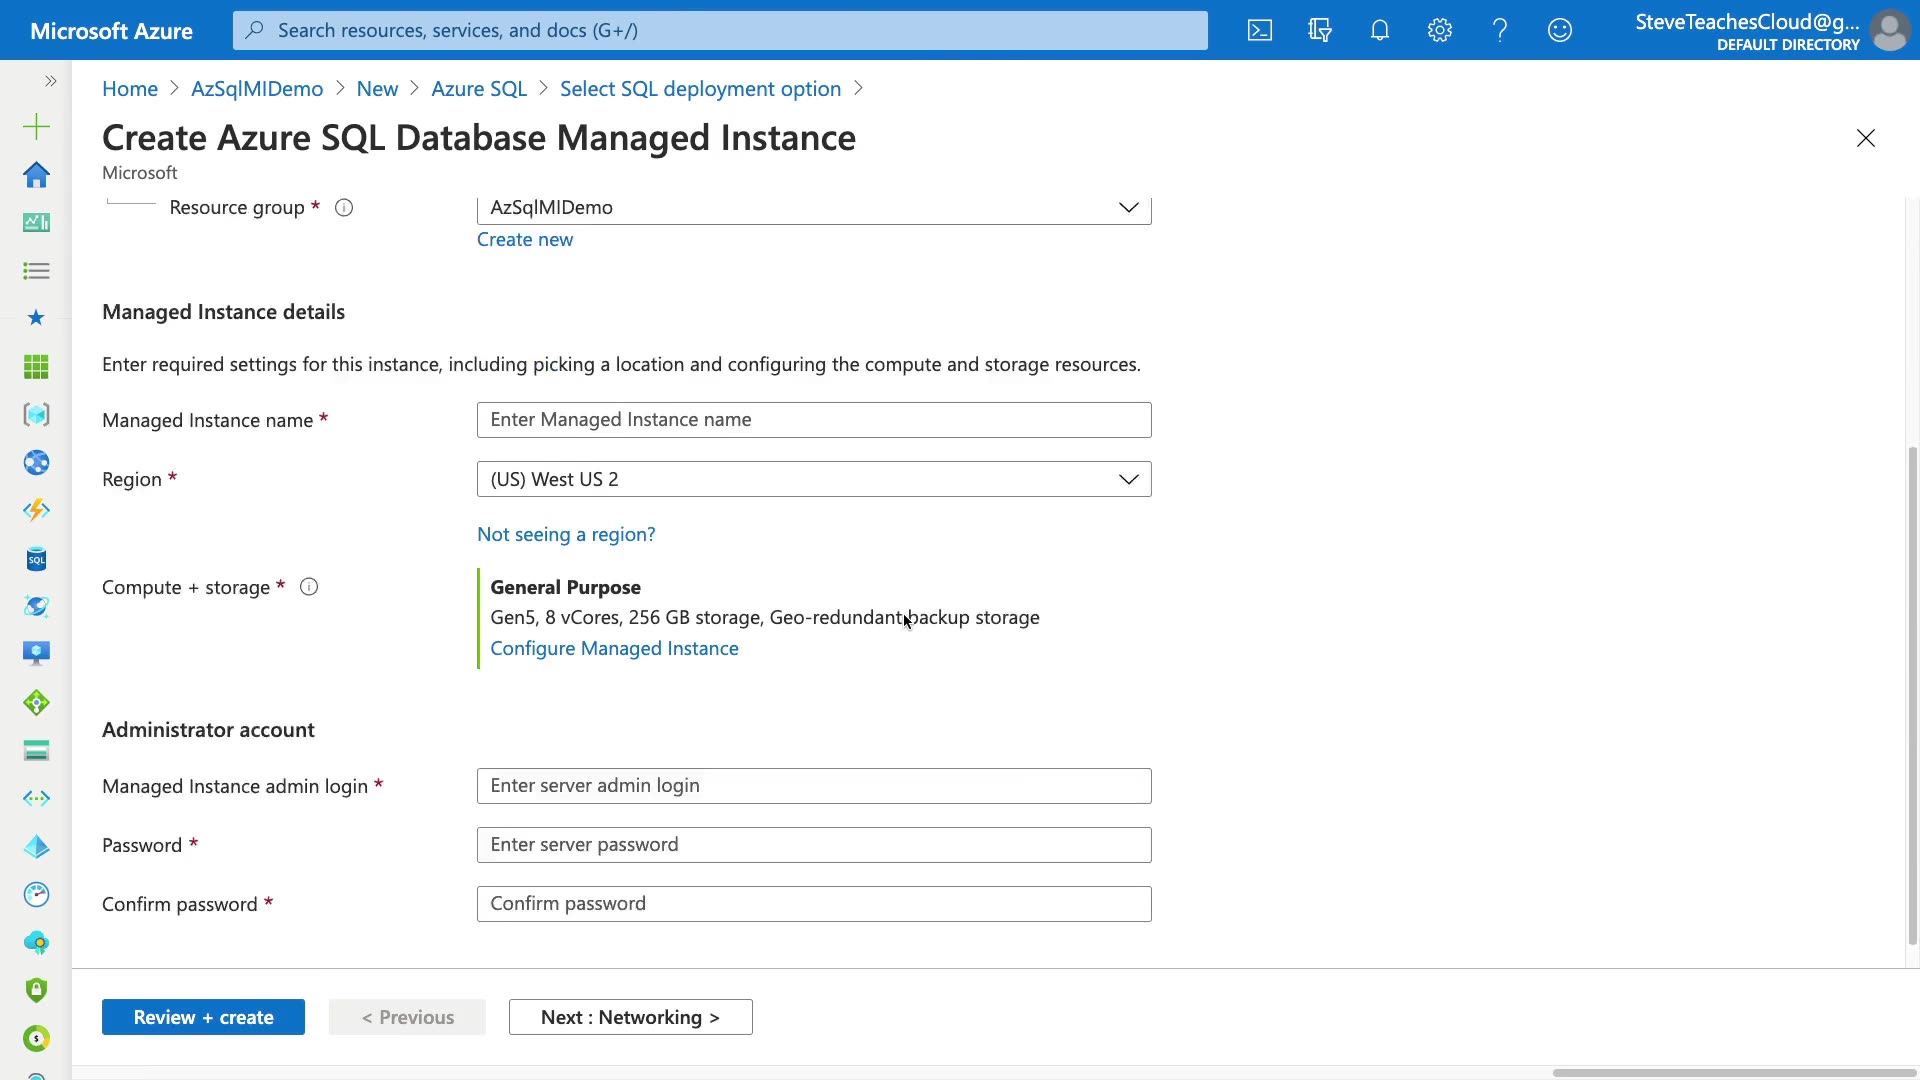 Microsoft Azure
Search resources, services, and docs (G+/)
SteveTeachesCloud@g...
DEFAULT DIRECTORY
Home > AzSqlMIDemo > New > Azure SQL > Select SQL deployment option >
Create Azure SQL Database Managed Instance
Microsoft
Resource group *
AzSqlMIDemo
Create new
Managed Instance details
Enter required settings for this instance, including picking a location and configuring the compute and storage resources.
Managed Instance name *
Enter Managed Instance name
Region *
(US) West US 2
Not seeing a region?
Compute + storage *
General Purpose
Gen5, 8 vCores, 256 GB storage, Geo-redundant backup storage
Configure Managed Instance
SQL
Administrator account
Managed Instance admin login *
Enter server admin login
Password *
Enter server password
Confirm password *
Confirm password
Review + create
< Previous
Next : Networking >